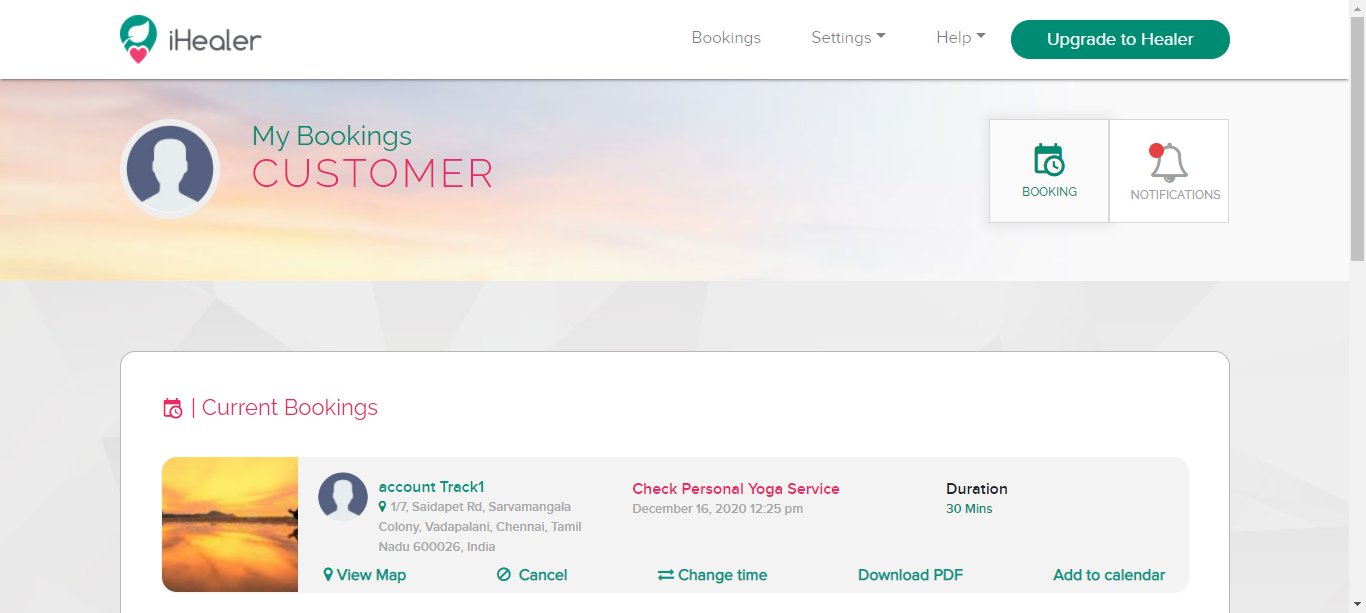 iHealer
Bookings
Settings
Help
Upgrade to Healer
My Bookings
CUSTOMER
BOOKING
NOTIFICATIONS
| Current Bookings
account Track1
1/7, Saidapet Rd, Sarvamangala
Colony, Vadapalani, Chennai, Tamil
Nadu 600026, India
Check Personal Yoga Service
December 16, 2020 12:25 pm
Duration
30 Mins
View Map
Cancel
Change time
Download PDF
Add to calendar